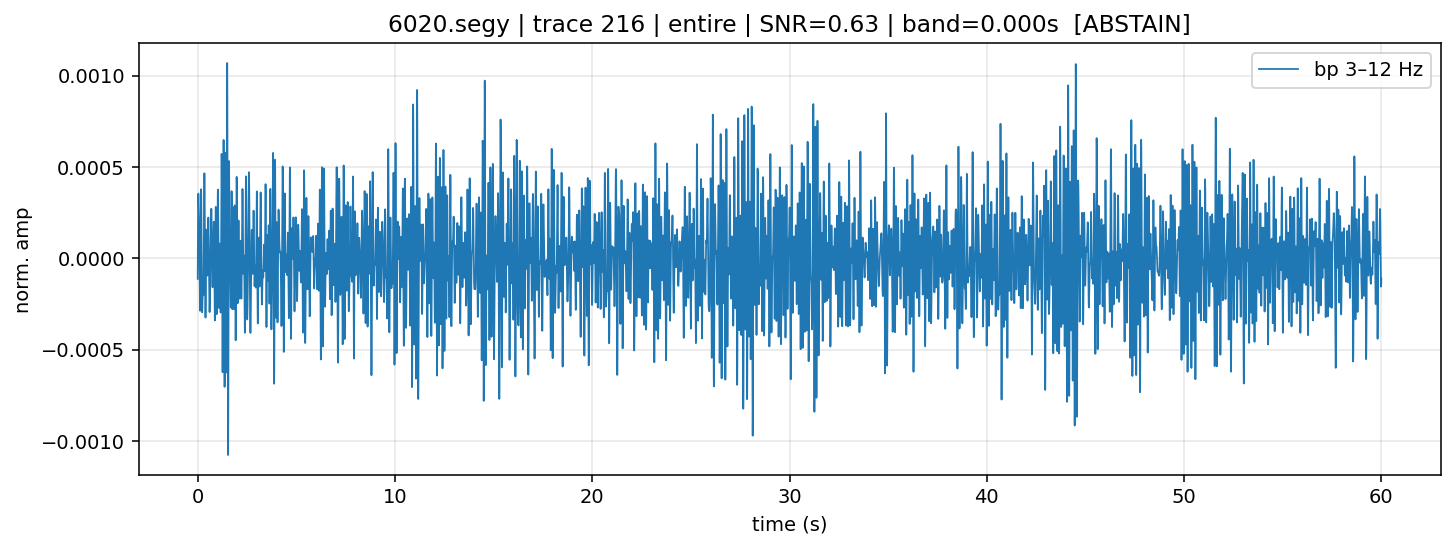 6020.segy | trace 216 | entire | SNR=0.63 | band=0.000s  [ABSTAIN]
bp 3–12 Hz
norm. amp
0.0010
0.0005
0.0000
−0.0005
−0.0010
0 10 20 30 40 50 60
time (s)